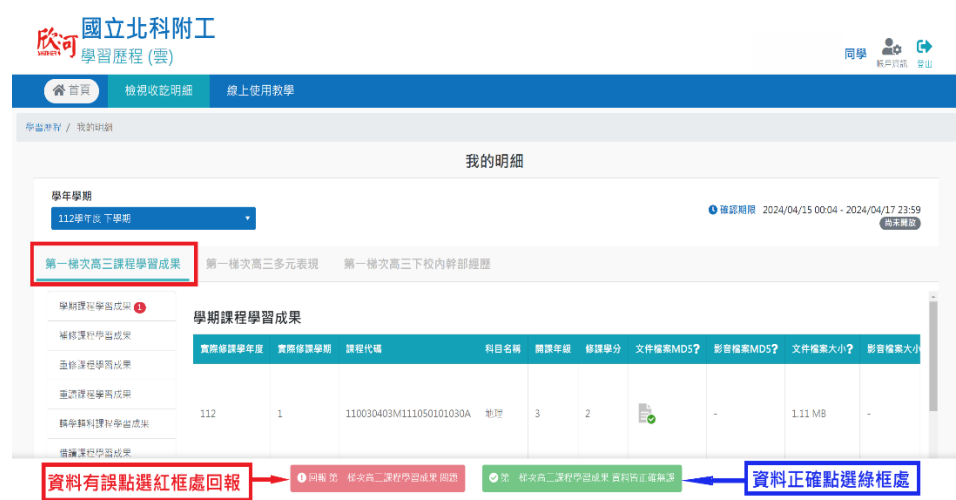 欣河
國立北科附工
學習歷程 (雲)
同學
帳戶資訊
登出
首頁
檢視收訖明細
線上使用教學
學習歷程 / 我的明細
我的明細
學年學期
112學年度 下學期
確認期限 2024/04/15 00:04 - 2024/04/17 23:59
尚未開放
第一梯次高三課程學習成果
第一梯次高三多元表現
第一梯次高三下校內幹部經歷
學期課程學習成果 1
補修課程學習成果
重修課程學習成果
重讀課程學習成果
轉學轉科課程學習成果
借讀課程學習成果
學期課程學習成果
實際修課學年度 實際修課學期 課程代碼 科目名稱 開課年級 修課學分 文件檔案MD5? 影音檔案MD5? 文件檔案大小? 影音檔案大小
112 1 110030403M111050101030A 地理 3 2 - 1.11 MB -
資料有誤點選紅框處回報
回報 第一梯次高三課程學習成果 問題
第一梯次高三課程學習成果 資料皆正確無誤
資料正確點選綠框處